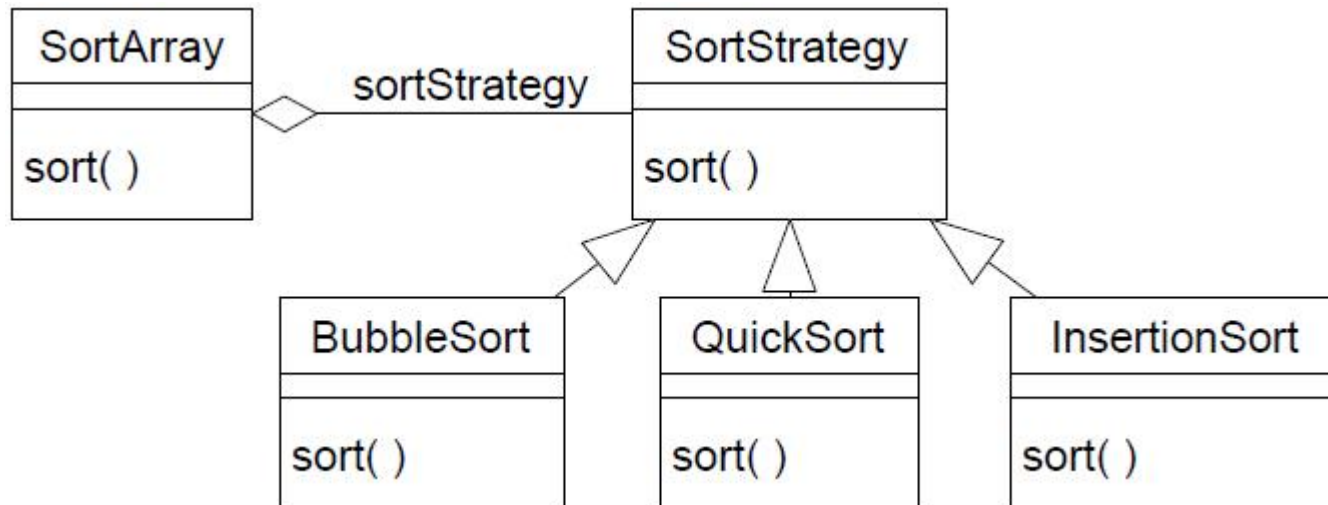 SortArray
sort( )
sortStrategy
SortStrategy
sort( )
BubbleSort
sort( )
QuickSort
sort( )
InsertionSort
sort( )